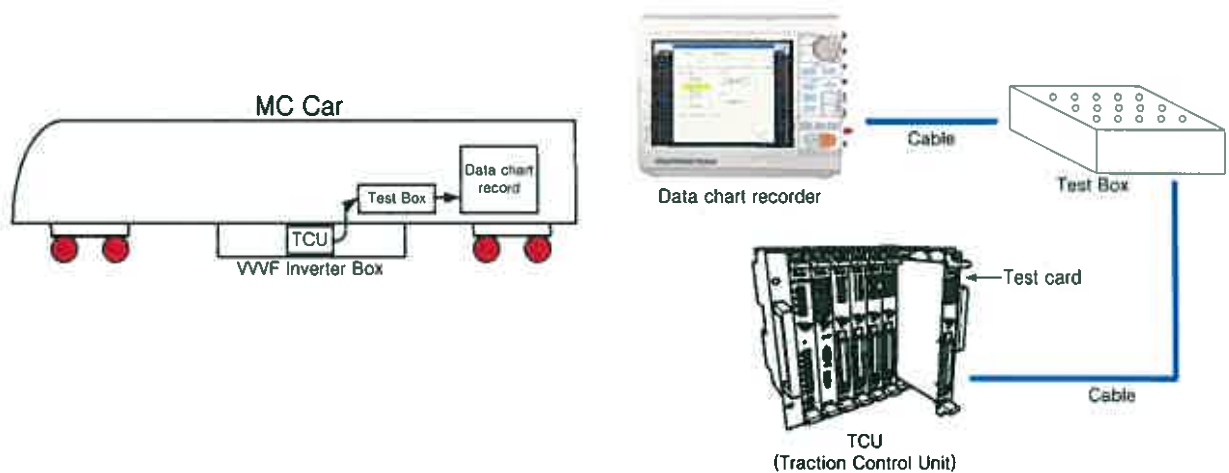 MC Car
Data chart
record
Test Box
TCU
VVVF Inverter Box
Data chart recorder
Cable
Test Box
Test card
Cable
TCU
(Traction Control Unit)